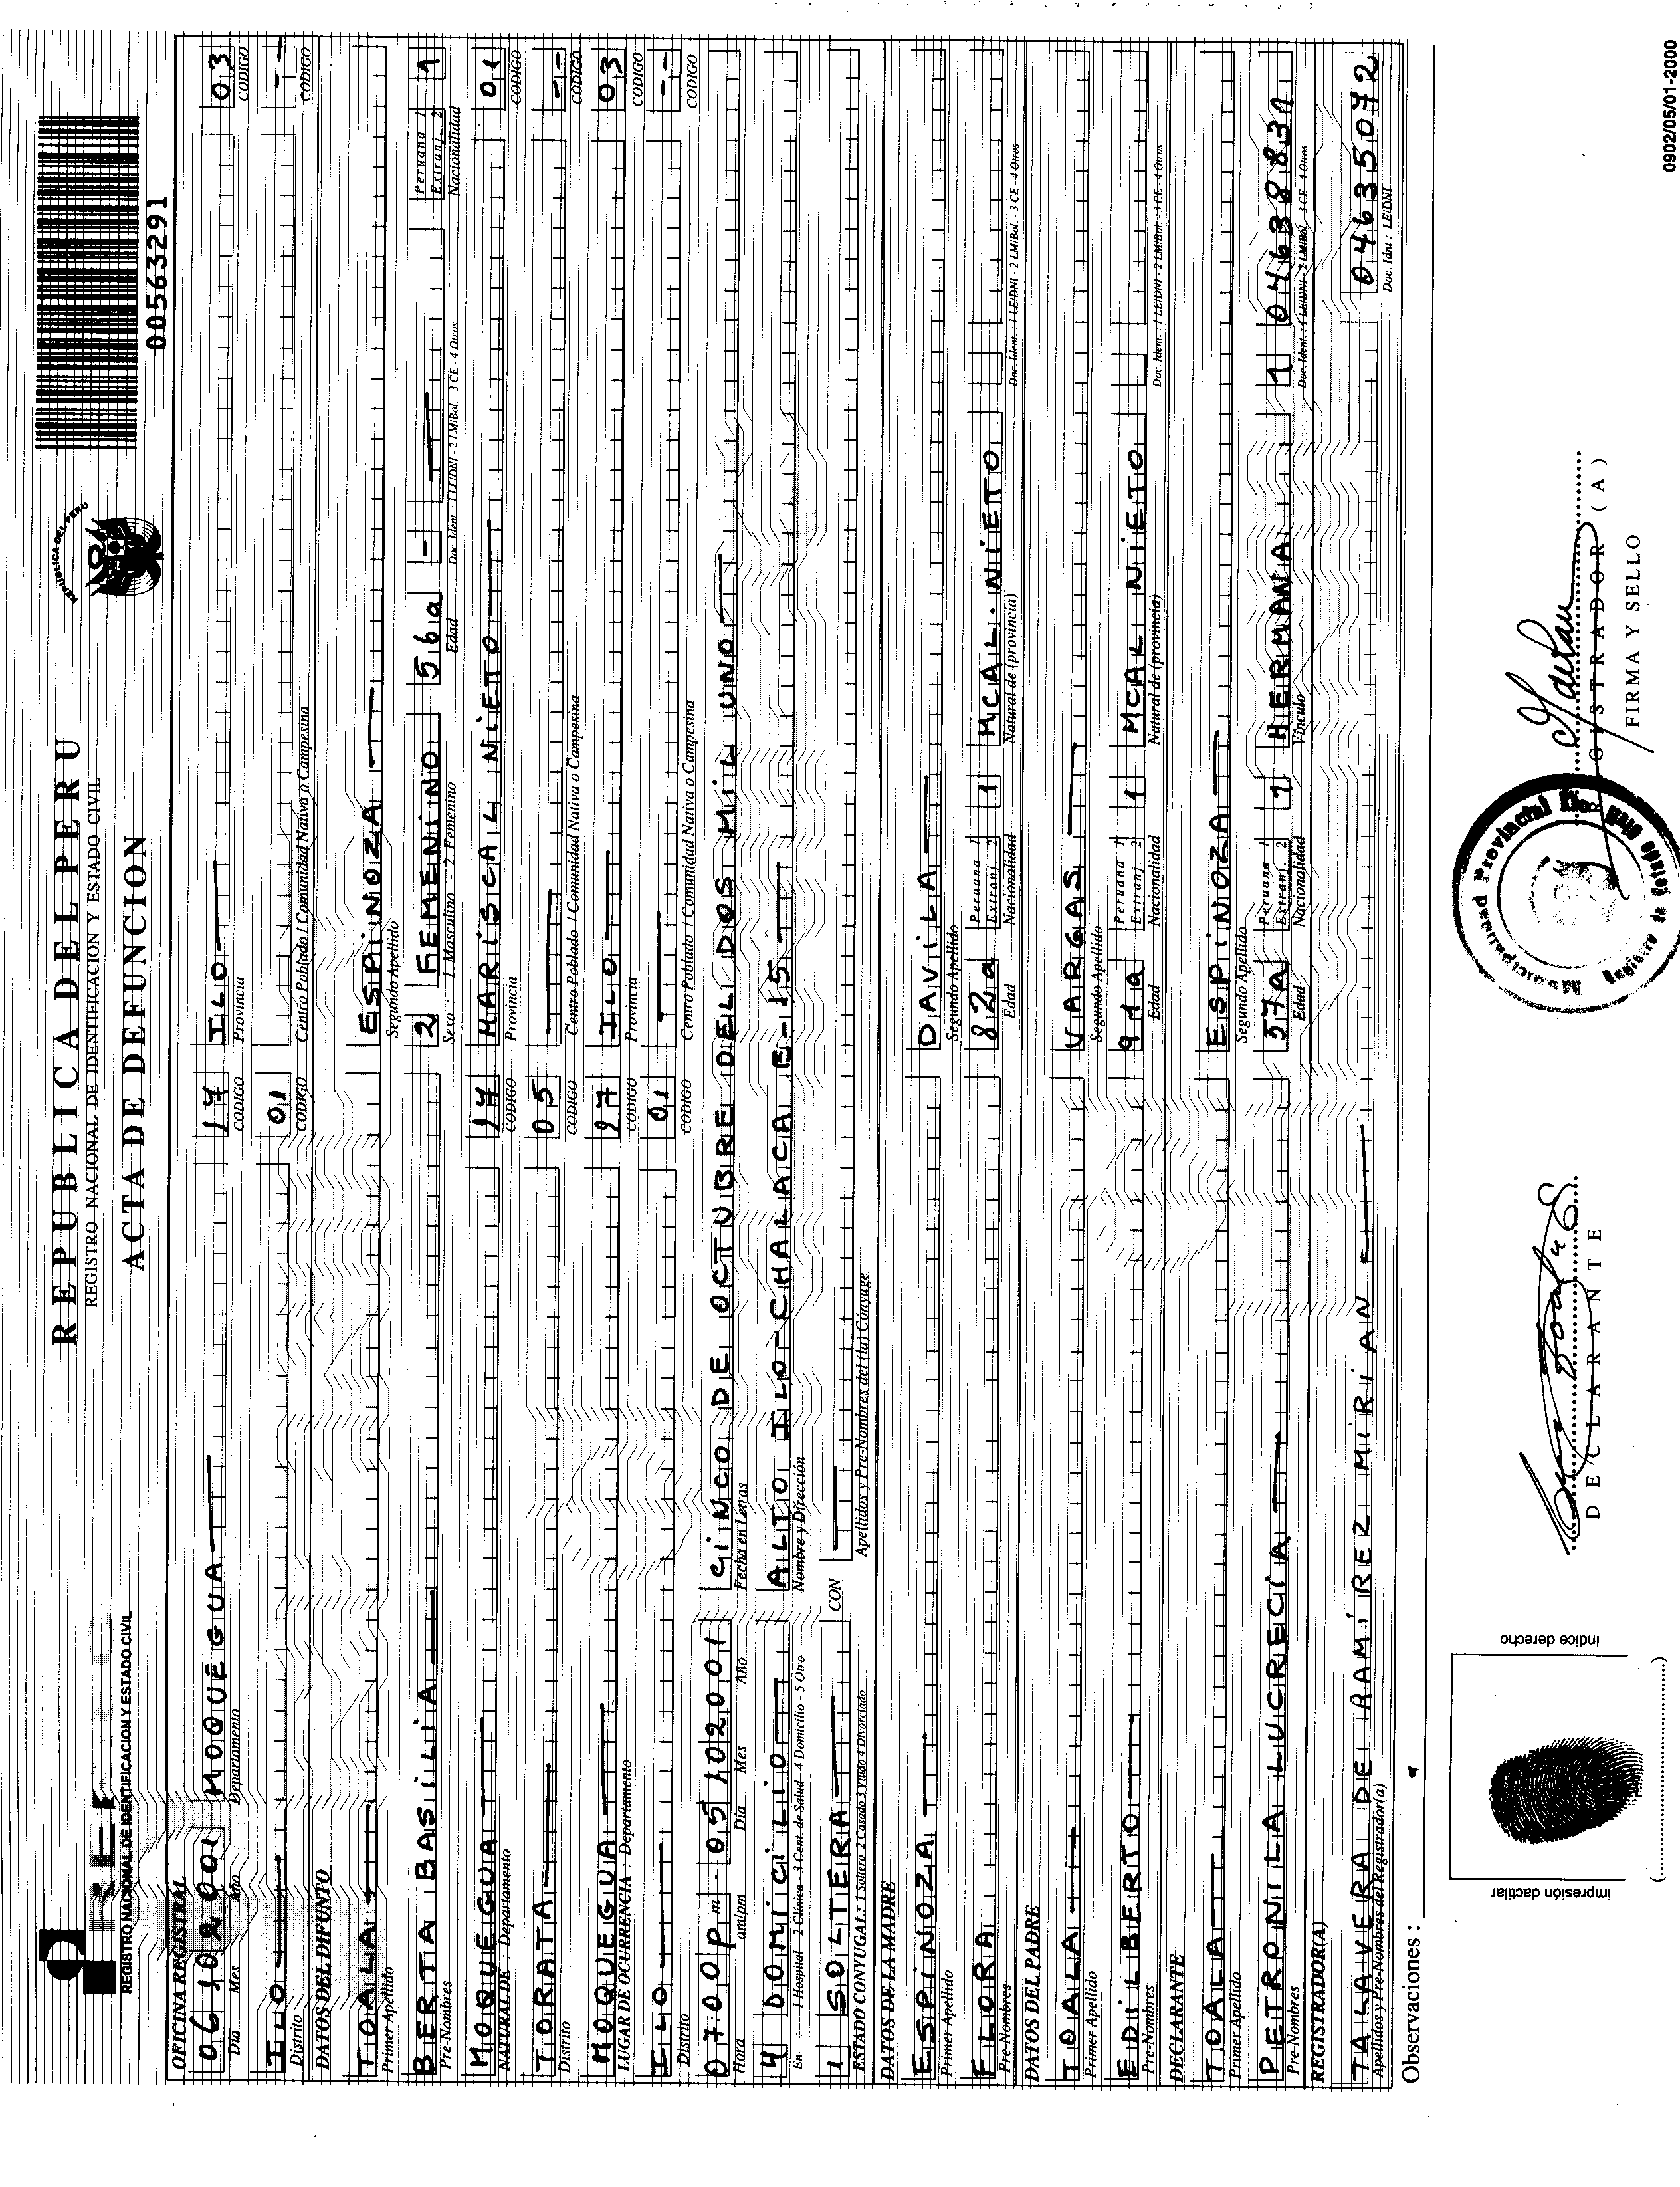 RENIEC
REGISTRO NACIONAL DE IDENTIFICACION Y ESTADO CIVIL
REPUBLICA DEL PERU
REGISTRO NACIONAL DE IDENTIFICACION Y ESTADO CIVIL
ACTA DE DEFUNCION
REPUBLICA DEL PERU
00563291
OFICINA REGISTRAL
06 10 2001 MOQUEGUA 17 ILO 03
Día Mes Año Departamento CODIGO Provincia CODIGO
ILO 01 --
Distrito CODIGO Centro Poblado / Comunidad Nativa o Campesina CODIGO
DATOS DEL DIFUNTO
TOALA ESPINOZA
Primer Apellido Segundo Apellido
BERTA BASILIA 2 FEMENINO 56a - Peruana 1 Extranj. 2 1
Pre-Nombres Sexo : 1 Masculino - 2 Femenino Edad Doc. Ident. : 1 LE/DNI - 2 LM/Bol. - 3 CE - 4 Otros Nacionalidad
MOQUEGUA 17 MARISCAL NIETO 01
NATURAL DE : Departamento CODIGO Provincia CODIGO
TORATA 05 --
Distrito CODIGO Centro Poblado / Comunidad Nativa o Campesina CODIGO
MOQUEGUA 17 ILO 03
LUGAR DE OCURRENCIA : Departamento CODIGO Provincia CODIGO
ILO 01 --
Distrito CODIGO Centro Poblado / Comunidad Nativa o Campesina CODIGO
0700 Pm - 05 10 2001 CINCO DE OCTUBRE DEL DOS MIL UNO
Hora am/pm Día Mes Año Fecha en Letras
4 DOMICILIO ALTO ILO-CHALACA E-15
En : 1 Hospital - 2 Clínica - 3 Cent. de Salud - 4 Domicilio - 5 Otro Nombre y Dirección
1 SOLTERA CON
ESTADO CONYUGAL: 1 Soltero 2 Casado 3 Viudo 4 Divorciado Apellidos y Pre-Nombres del (la) Cónyuge
DATOS DE LA MADRE
ESPINOZA DAVILA
Primer Apellido Segundo Apellido
FLORA 82a Peruana 1 Extranj. 2 1 MCAL. NIETO
Pre-Nombres Edad Nacionalidad Natural de (provincia) Doc. Ident. : 1 LE/DNI - 2 LM/Bol. - 3 CE - 4 Otros
DATOS DEL PADRE
TOALA VARGAS
Primer Apellido Segundo Apellido
EDILBERTO 91a Peruana 1 Extranj. 2 1 MCAL NIETO
Pre-Nombres Edad Nacionalidad Natural de (provincia) Doc. Ident. : 1 LE/DNI - 2 LM/Bol. - 3 CE - 4 Otros
DECLARANTE
TOALA ESPINOZA
Primer Apellido Segundo Apellido
PETRONILA LUCRECIA 57a Peruana 1 Extranj. 2 1 HERMANA 1 04638831
Pre-Nombres Edad Nacionalidad Vínculo Doc. Ident. : 1 LE/DNI - 2 LM/Bol. 3 CE - 4 Otros
REGISTRADOR(A)
TALAVERA DE RAMIREZ MIRIAN 04635072
Apellidos y Pre-Nombres del Registrador(a) Doc. Idnt : LE/DNI
Observaciones :
impresión dactilar
índice derecho
DECLARANTE
Municipalidad Provincial Ilo
REGISTRADOR (A)
FIRMA Y SELLO
0902/05/01-2000